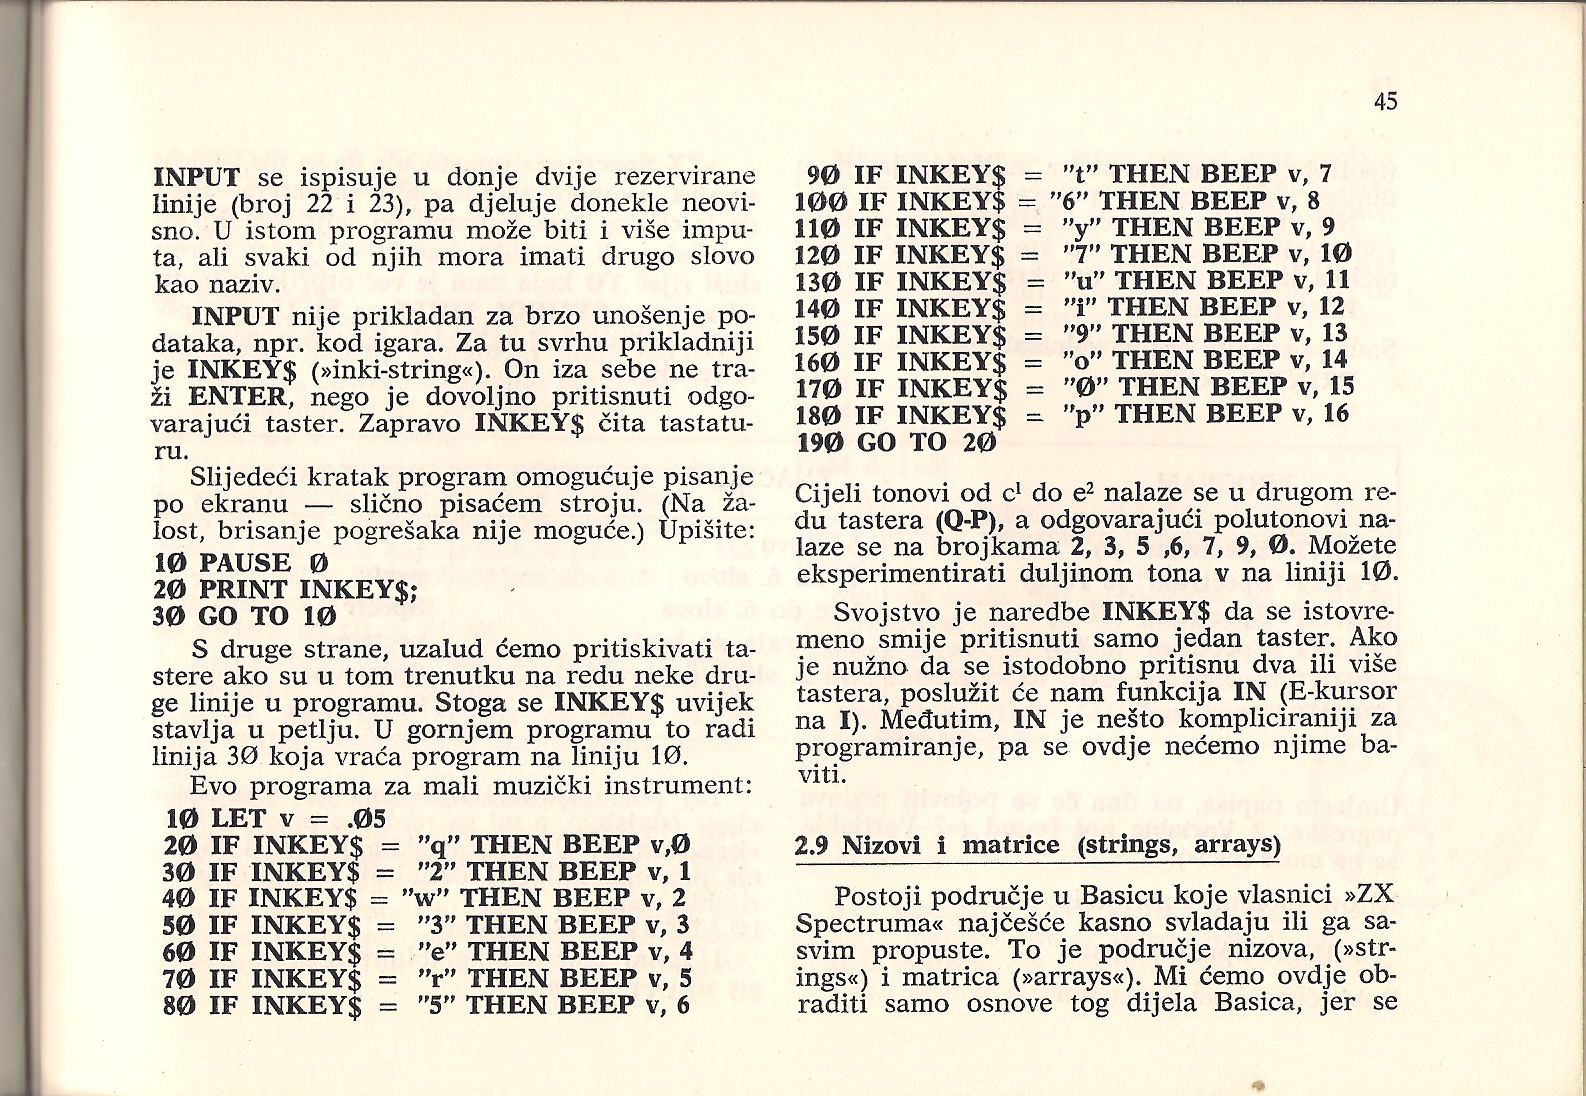 45
INPUT se ispisuje u donje dvije rezervirane
linije (broj 22 i 23), pa djeluje donekle neovi-
sno. U istom programu može biti i više impu-
ta, ali svaki od njih mora imati drugo slovo
kao naziv.
INPUT nije prikladan za brzo unošenje po-
dataka, npr. kod igara. Za tu svrhu prikladniji
je INKEY$ (»inki-string«). On iza sebe ne tra-
ži ENTER, nego je dovoljno pritisnuti odgo-
varajući taster. Zapravo INKEY$ čita tastatu-
ru.
Slijedeći kratak program omogućuje pisanje
po ekranu — slično pisaćem stroju. (Na ža-
lost, brisanje pogrešaka nije moguće.) Upišite:
10 PAUSE 0
20 PRINT INKEY$;
30 GO TO 10
S druge strane, uzalud ćemo pritiskivati ta-
stere ako su u tom trenutku na redu neke dru-
ge linije u programu. Stoga se INKEY$ uvijek
stavlja u petlju. U gornjem programu to radi
linija 30 koja vraća program na liniju 10.
Evo programa za mali muzički instrument:
10 LET v = .05
20 IF INKEY$ = ”q” THEN BEEP v,0
30 IF INKEY$ = ”2” THEN BEEP v, 1
40 IF INKEY$ = ”w” THEN BEEP v, 2
50 IF INKEY$ = ”3” THEN BEEP v, 3
60 IF INKEY$ = ”e” THEN BEEP v, 4
70 IF INKEY$ = ”r” THEN BEEP v, 5
80 IF INKEY$ = ”5” THEN BEEP v, 6
90 IF INKEY$ = ”t” THEN BEEP v, 7
100 IF INKEY$ = ”6” THEN BEEP v, 8
110 IF INKEY$ = ”y” THEN BEEP v, 9
120 IF INKEY$ = ”7” THEN BEEP v, 10
130 IF INKEY$ = ”u” THEN BEEP v, 11
140 IF INKEY$ = ”i” THEN BEEP v, 12
150 IF INKEY$ = ”9” THEN BEEP v, 13
160 IF INKEY$ = ”o” THEN BEEP v, 14
170 IF INKEY$ = ”0” THEN BEEP v, 15
180 IF INKEY$ = ”p” THEN BEEP v, 16
190 GO TO 20
Cijeli tonovi od c¹ do e² nalaze se u drugom re-
du tastera (Q-P), a odgovarajući polutonovi na-
laze se na brojkama 2, 3, 5 ,6, 7, 9, 0. Možete
eksperimentirati duljinom tona v na liniji 10.
Svojstvo je naredbe INKEY$ da se istovre-
meno smije pritisnuti samo jedan taster. Ako
je nužno da se istodobno pritisnu dva ili više
tastera, poslužit će nam funkcija IN (E-kursor
na I). Međutim, IN je nešto kompliciraniji za
programiranje, pa se ovdje nećemo njime ba-
viti.
2.9 Nizovi i matrice (strings, arrays)
Postoji područje u Basicu koje vlasnici »ZX
Spectruma« najčešće kasno svladaju ili ga sa-
svim propuste. To je područje nizova, (»str-
ings«) i matrica (»arrays«). Mi ćemo ovdje ob-
raditi samo osnove tog dijela Basica, jer se